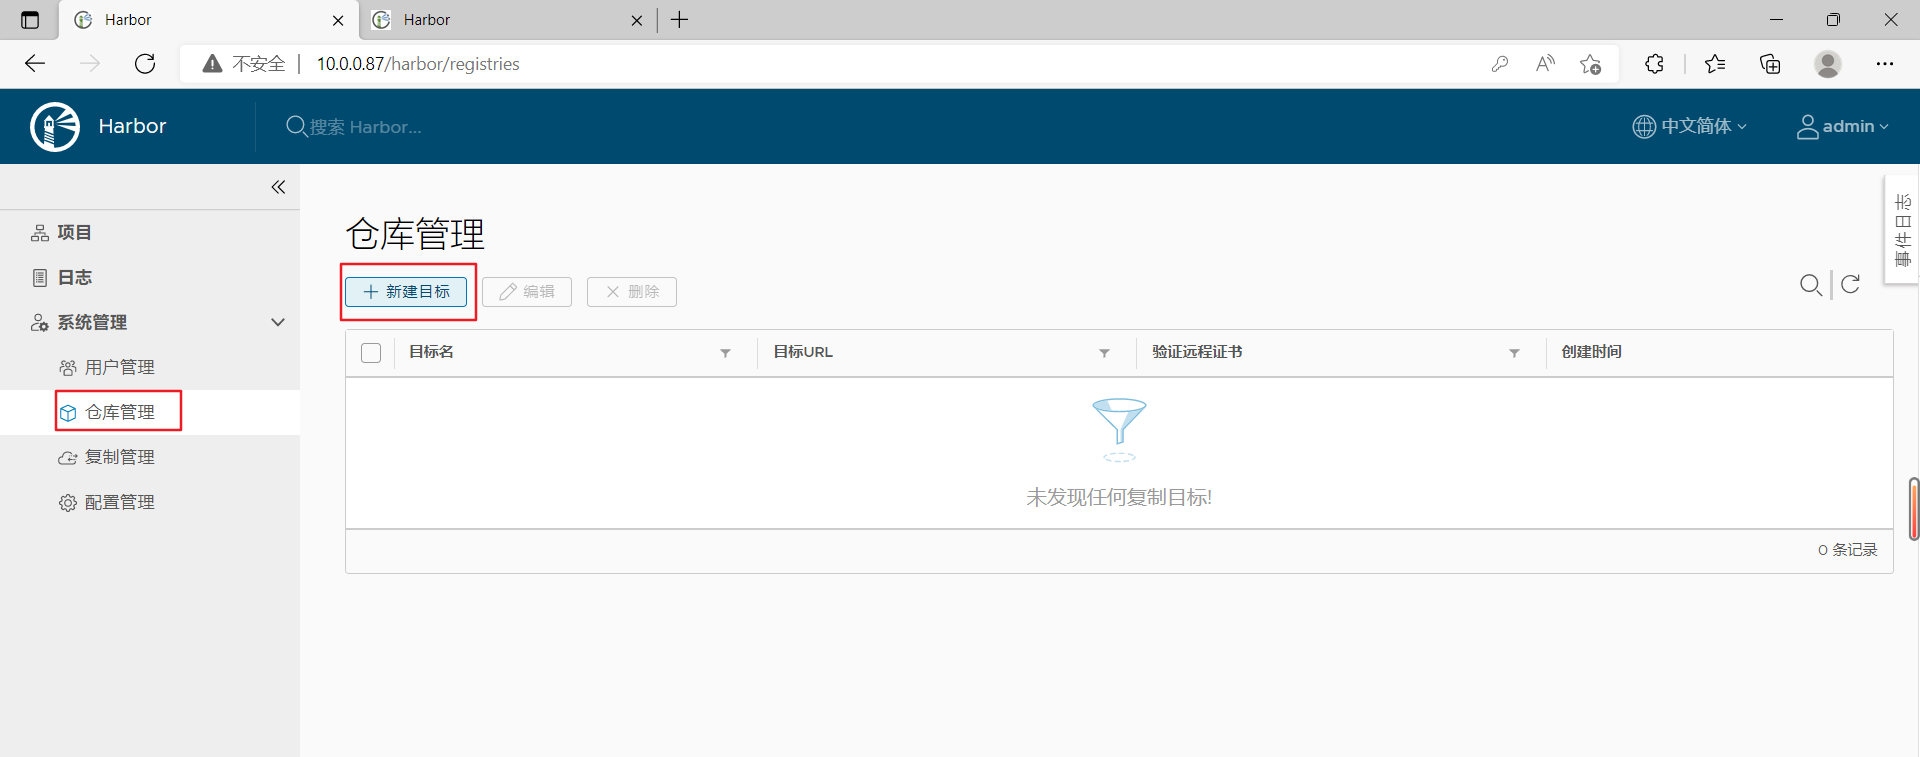 Harbor
Harbor
不安全
10.0.0.87/harbor/registries
Harbor
搜索 Harbor...
中文简体
admin
项目
日志
系统管理
用户管理
仓库管理
复制管理
配置管理
仓库管理
新建目标
编辑
删除
目标名
目标URL
验证远程证书
创建时间
未发现任何复制目标!
0 条记录
事件日志